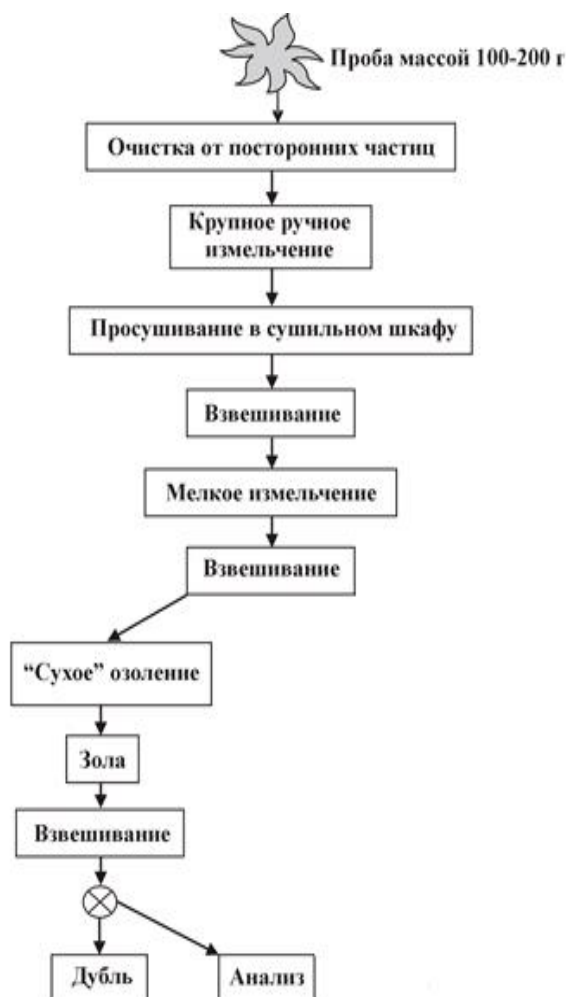 Проба массой 100-200 г
Очистка от посторонних частиц
Крупное ручное
измельчение
Просушивание в сушильном шкафу
Взвешивание
Мелкое измельчение
Взвешивание
“Сухое” озоление
Зола
Взвешивание
Дубль
Анализ